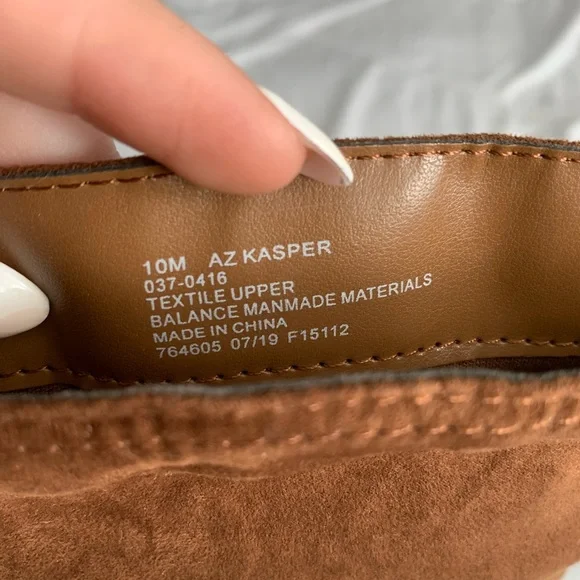 10M AZ KASPER
037-0416
TEXTILE UPPER
BALANCE MANMADE MATERIALS
MADE IN CHINA
764605 07/19 F15112